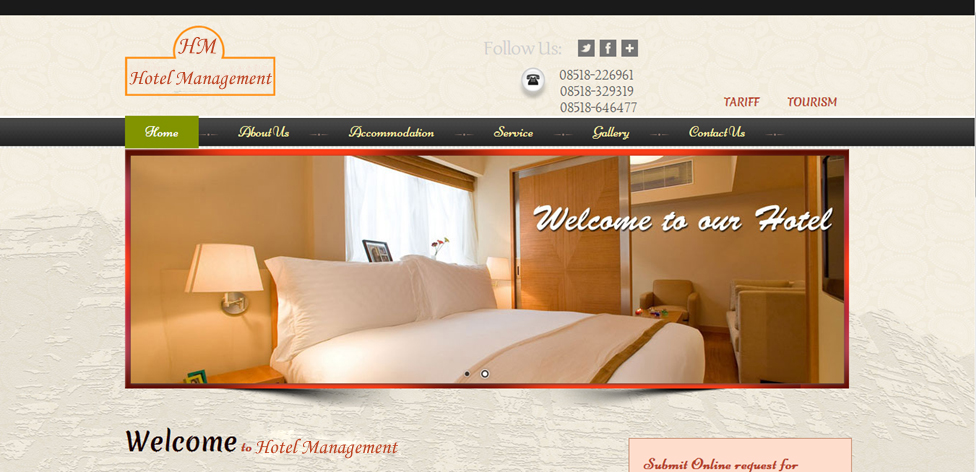 HM
Hotel Management
Follow Us:
08518-226961
08518-329319
08518-646477
TARIFF TOURISM
Home About Us Accommodation Service Gallery Contact Us
Welcome to our Hotel
Welcome to Hotel Management
Submit Online request for